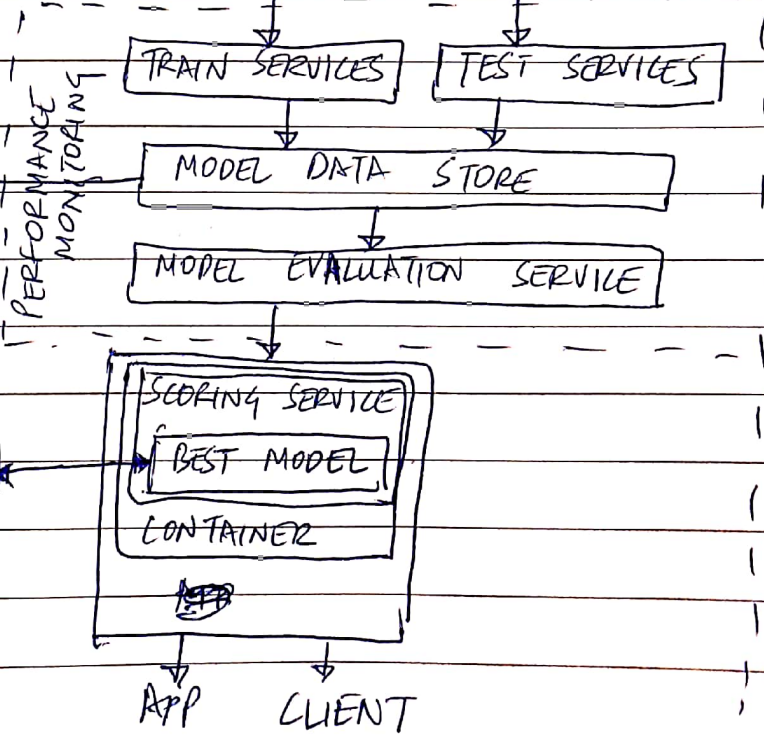 TRAIN SERVICES
TEST SERVICES
PERFORMANCE
MONITORING
MODEL DATA STORE
MODEL EVALUATION SERVICE
SCORING SERVICE
BEST MODEL
CONTAINER
APP
CLIENT